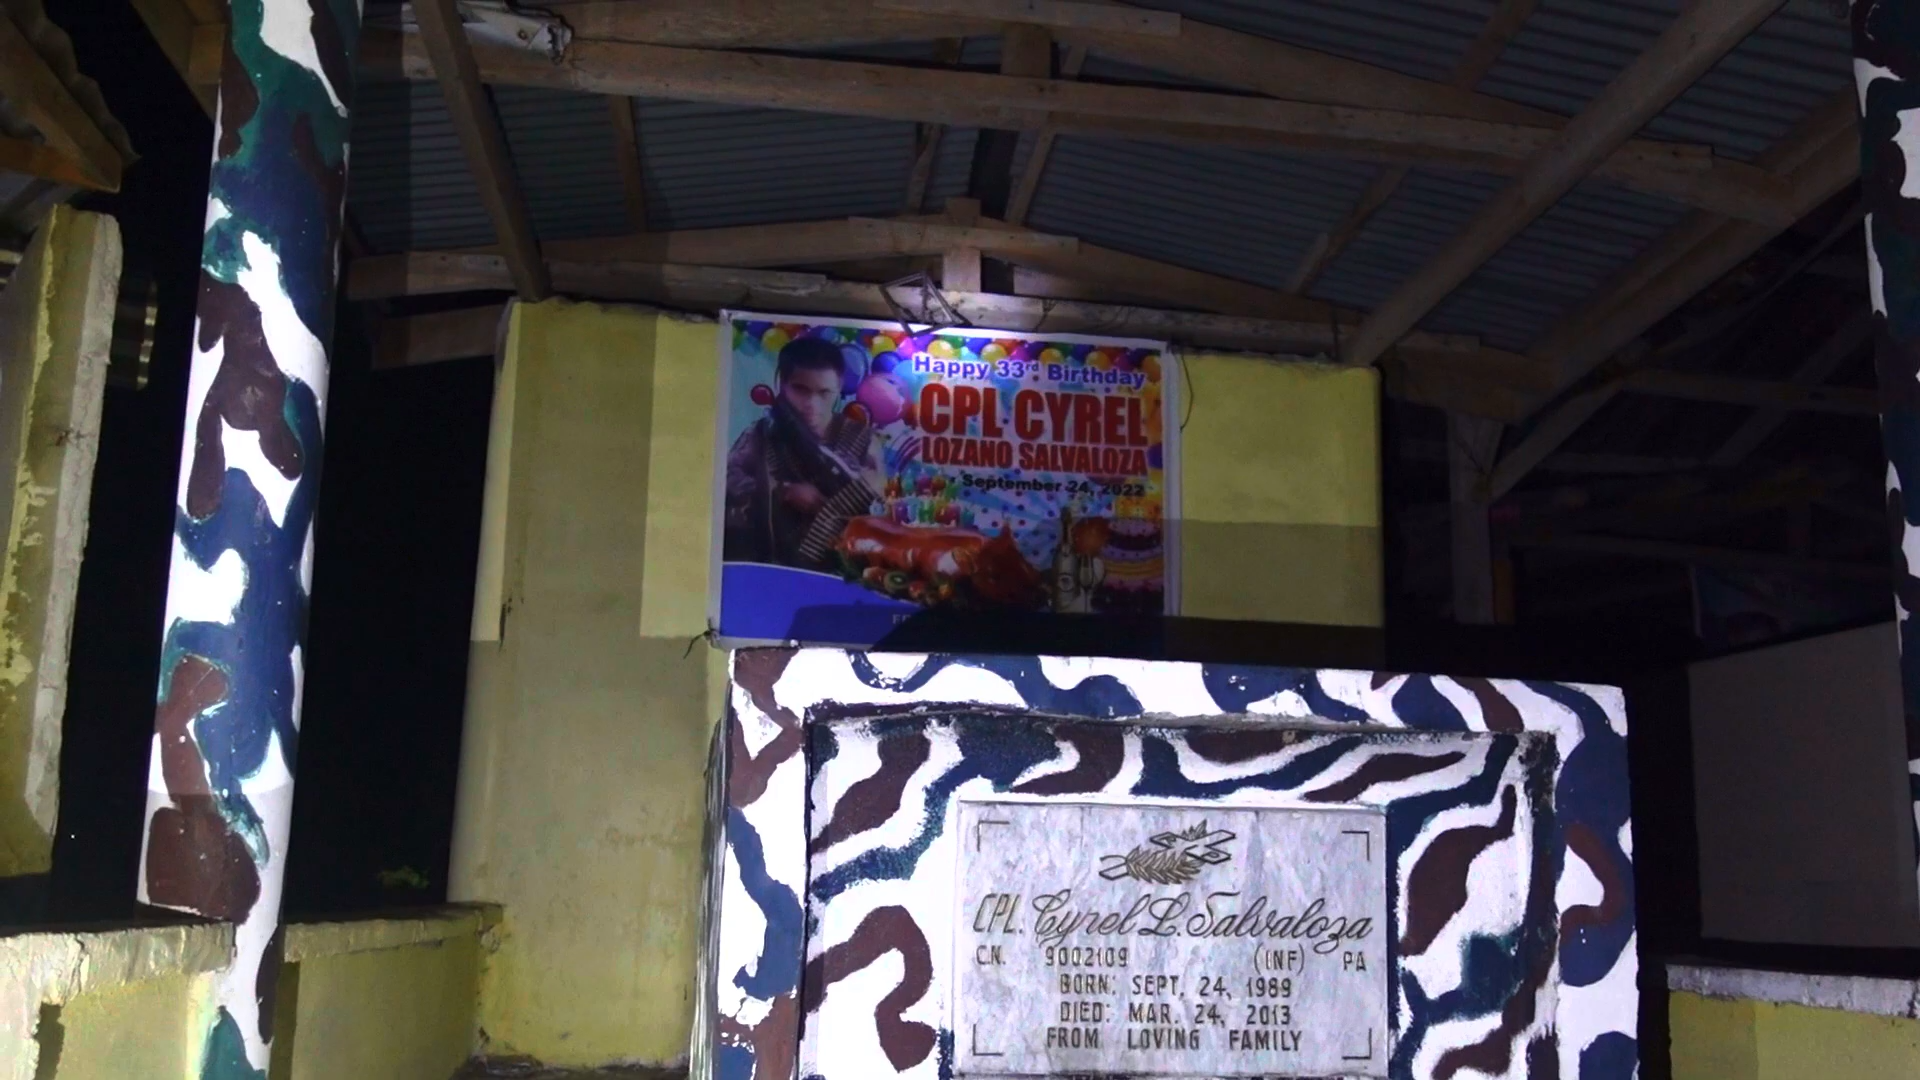 Happy 33rd Birthday
CPL CYREL
LOZANO SALVALOZA
September 24, 2022
CPL. Cyrel L. Salvaloza
C.N. 9002109 (INF) PA
BORN: SEPT. 24, 1989
DIED: MAR. 24, 2013
FROM LOVING FAMILY